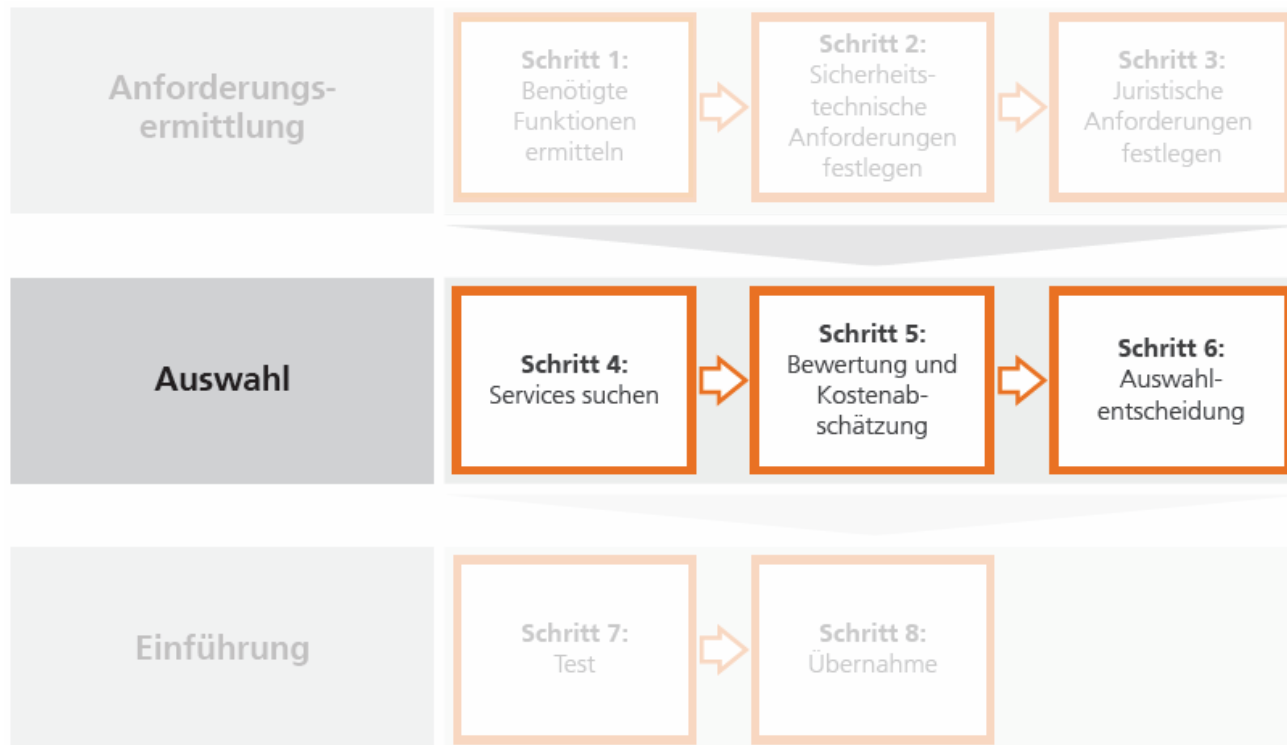 Anforderungs-
ermittlung
Schritt 1:
Benötigte
Funktionen
ermitteln
Schritt 2:
Sicherheits-
technische
Anforderungen
festlegen
Schritt 3:
Juristische
Anforderungen
festlegen
Auswahl
Schritt 4:
Services suchen
Schritt 5:
Bewertung und
Kostenab-
schätzung
Schritt 6:
Auswahl-
entscheidung
Einführung
Schritt 7:
Test
Schritt 8:
Übernahme